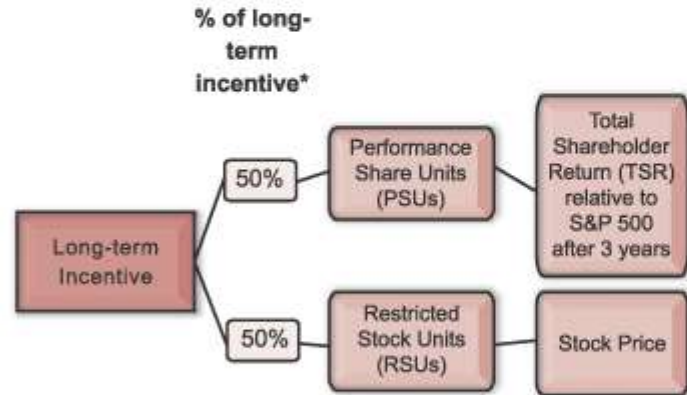 % of long-
term
incentive*
Long-term
Incentive
50%
Performance
Share Units
(PSUs)
Total
Shareholder
Return (TSR)
relative to
S&P 500
after 3 years
50%
Restricted
Stock Units
(RSUs)
Stock Price